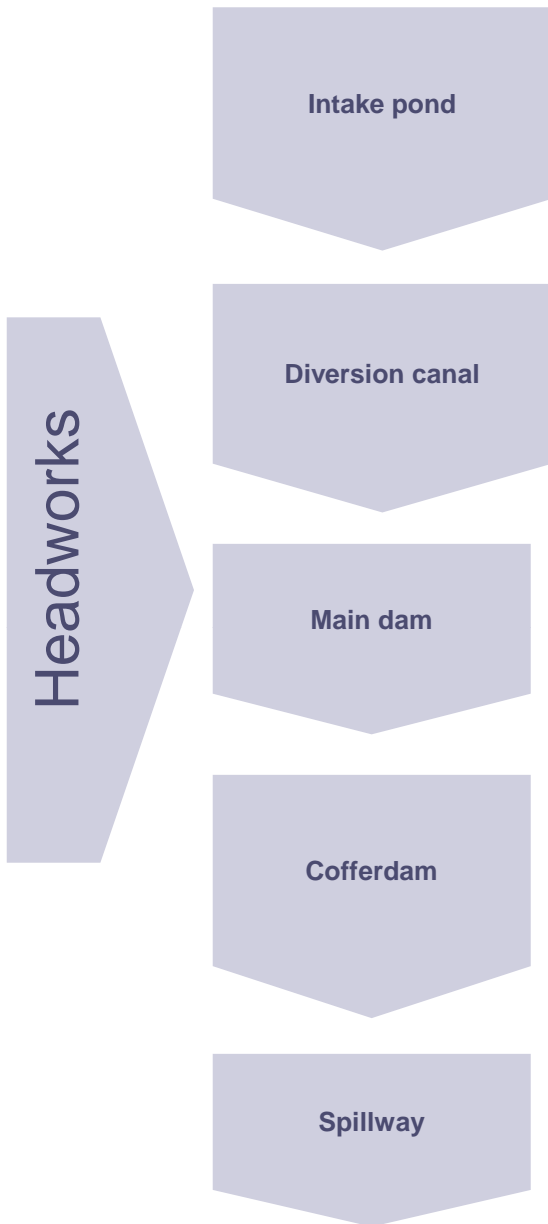 Headworks
Intake pond
Diversion canal
Main dam
Cofferdam
Spillway